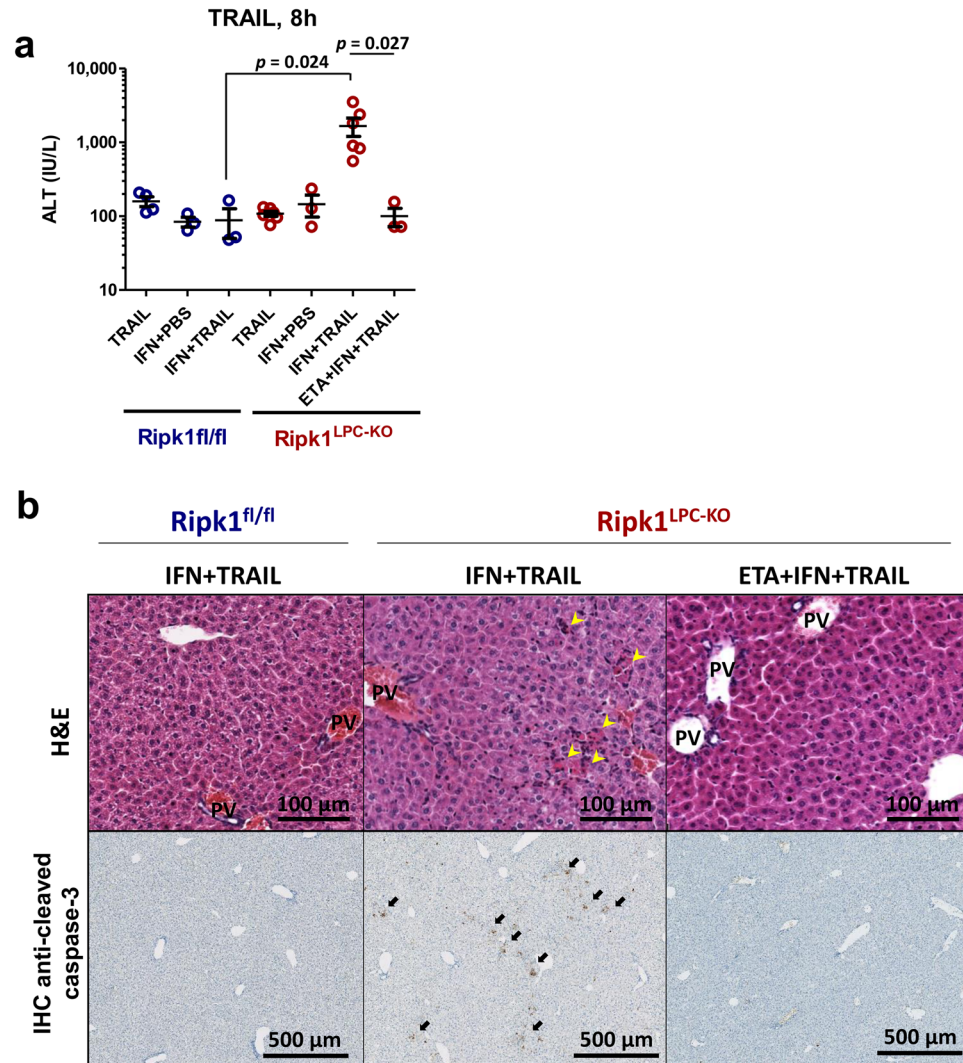 TRAIL, 8h
a
p = 0.027
p = 0.024
10,000
1,000
100
10
ALT (IU/L)
TRAIL
IFN+PBS
IFN+TRAIL
TRAIL
IFN+PBS
IFN+TRAIL
ETA+IFN+TRAIL
Ripk1fl/fl
Ripk1LPC-KO
b
Ripk1fl/fl
Ripk1LPC-KO
IFN+TRAIL
IFN+TRAIL
ETA+IFN+TRAIL
H&E
PV
PV
100 µm
PV
100 µm
PV
PV
PV
100 µm
IHC anti-cleaved
caspase-3
500 µm
500 µm
500 µm